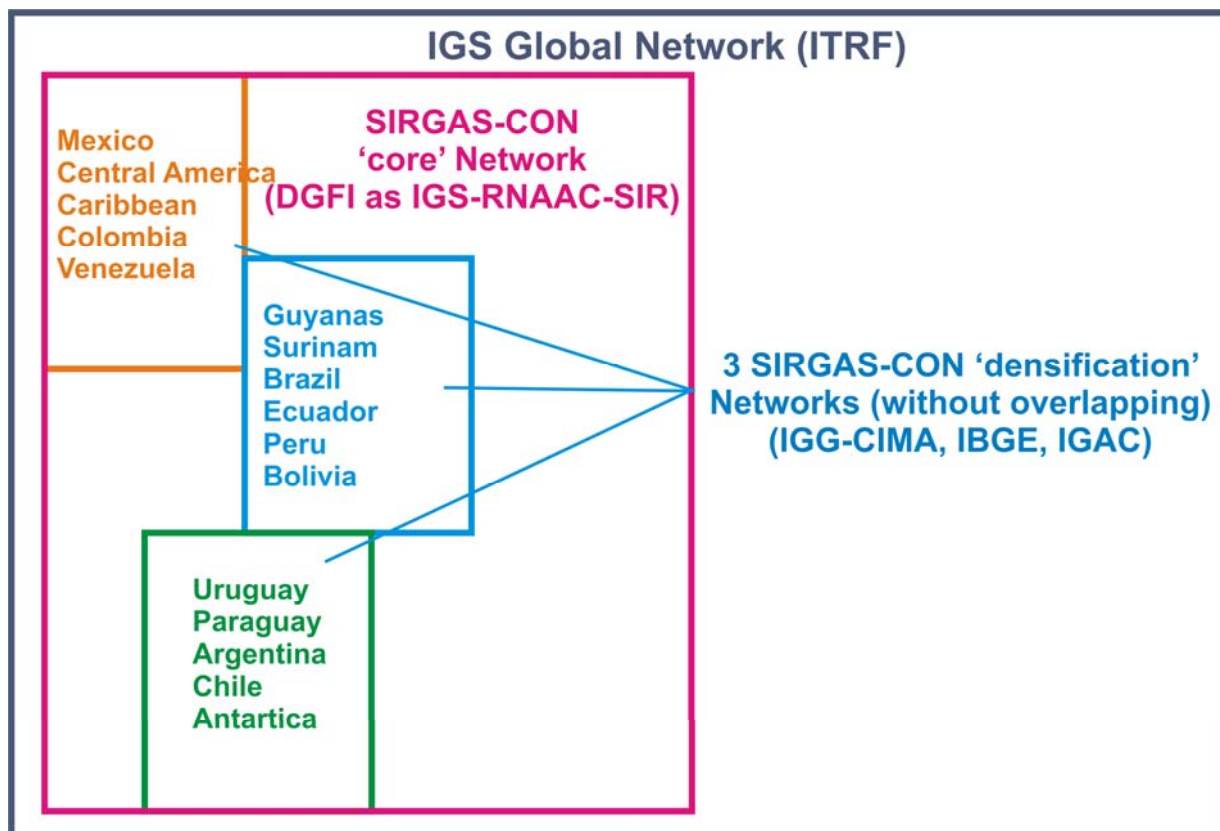 IGS Global Network (ITRF)
SIRGAS-CON
‘core’ Network
(DGFI as IGS-RNAAC-SIR)
Mexico
Central America
Caribbean
Colombia
Venezuela
Guyanas
Surinam
Brazil
Ecuador
Peru
Bolivia
3 SIRGAS-CON ‘densification’
Networks (without overlapping)
(IGG-CIMA, IBGE, IGAC)
Uruguay
Paraguay
Argentina
Chile
Antartica